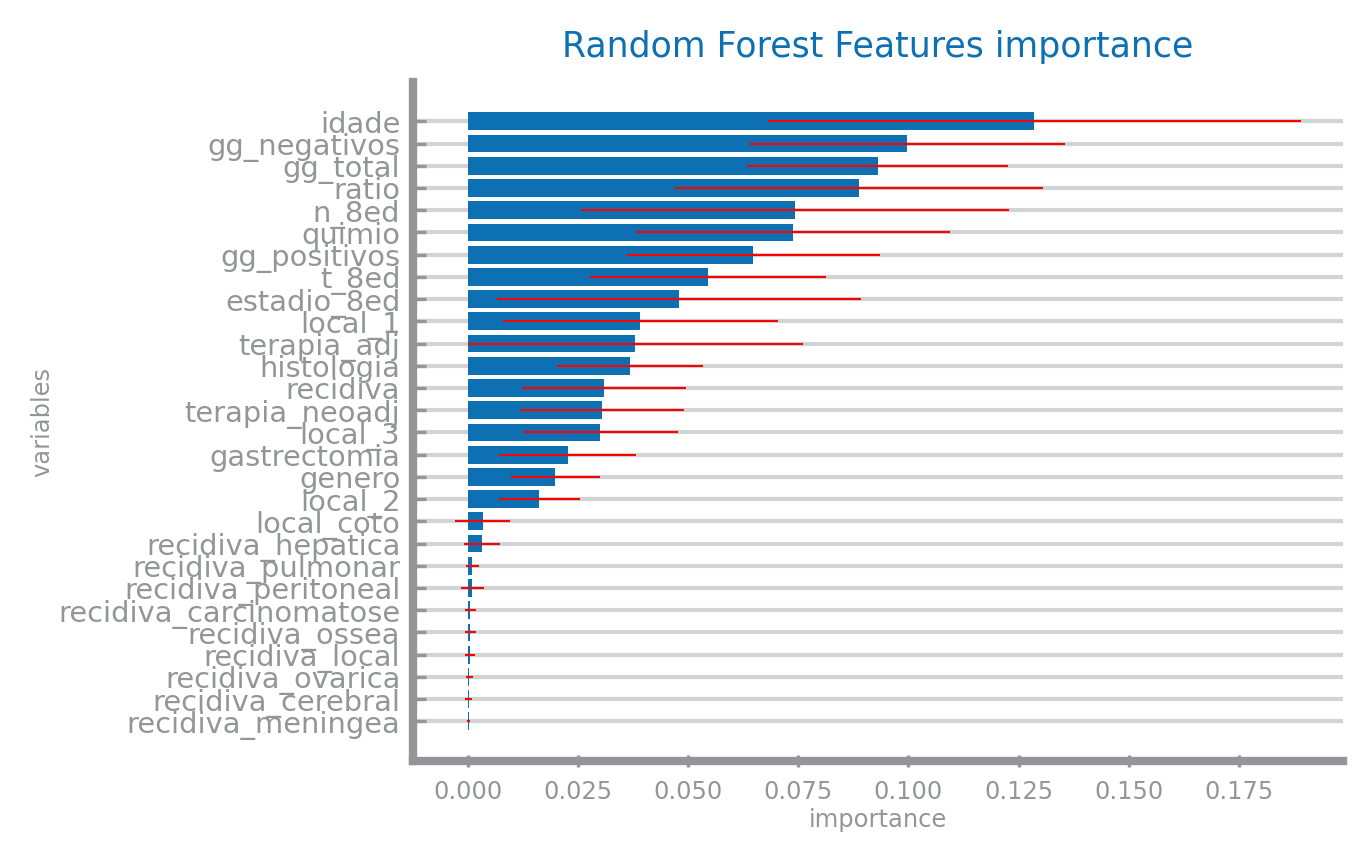 Random Forest Features importance
idade
gg_negativos
gg_total
ratio
n_8ed
quimio
gg_positivos
t_8ed
estadio_8ed
local_1
terapia_adj
histologia
recidiva
terapia_neoadj
local_3
gastrectomia
genero
local_2
local_coto
recidiva_hepatica
recidiva_pulmonar
recidiva_peritoneal
recidiva_carcinomatose
recidiva_ossea
recidiva_local
recidiva_ovarica
recidiva_cerebral
recidiva_meningea
variables
0.000 0.025 0.050 0.075 0.100 0.125 0.150 0.175
importance